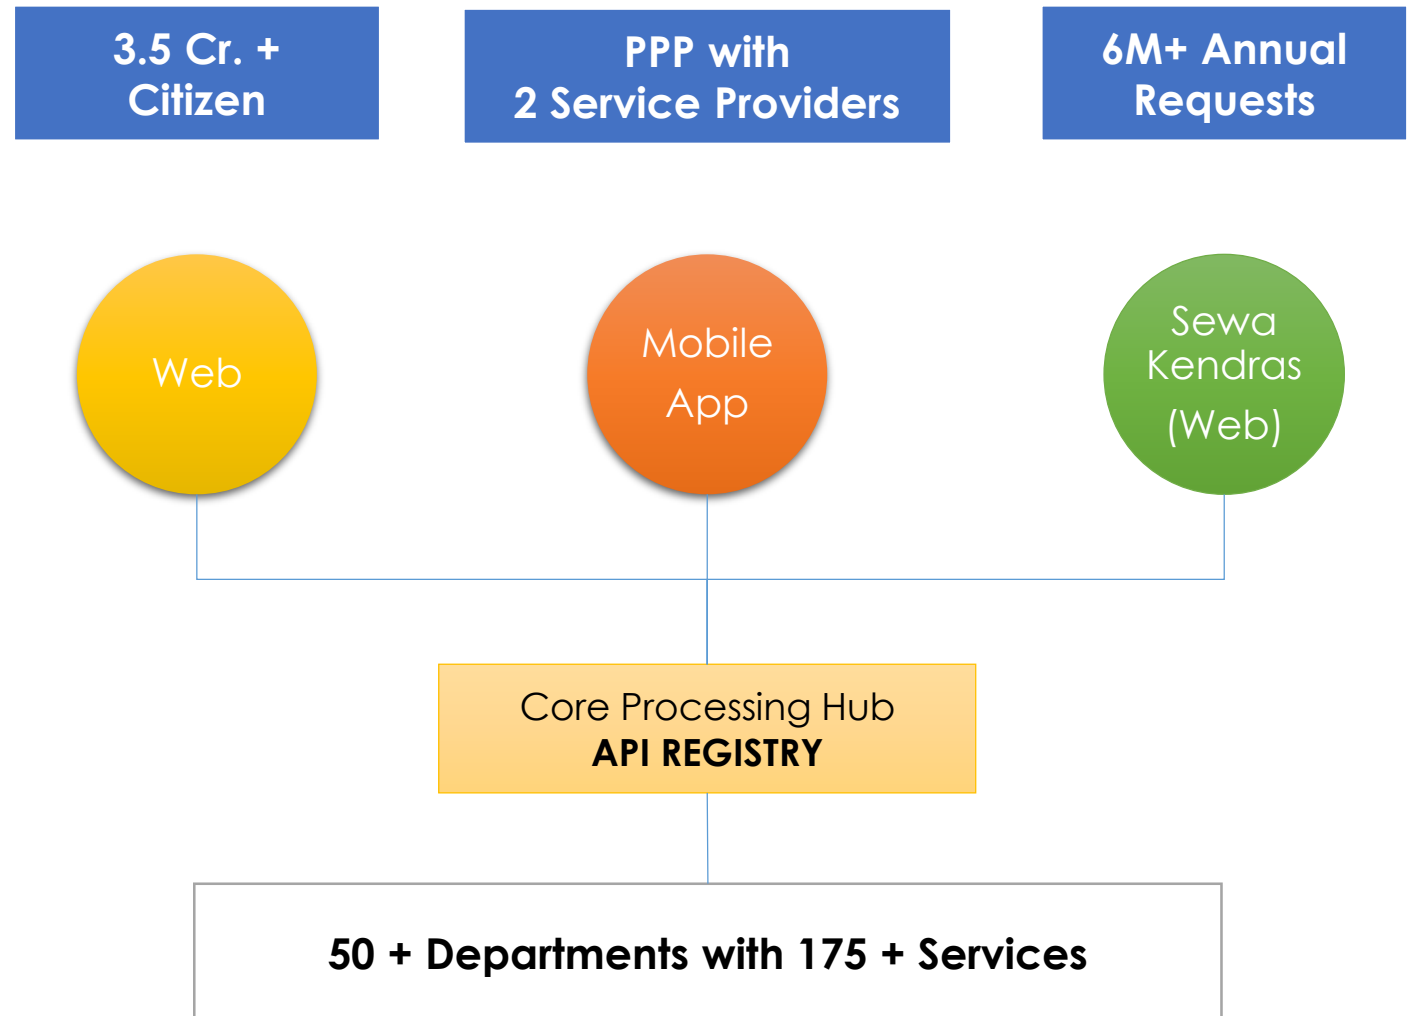 3.5 Cr. +
Citizen
PPP with
2 Service Providers
6M+ Annual
Requests
Web
Mobile
App
Sewa
Kendras
(Web)
Core Processing Hub
API REGISTRY
50 + Departments with 175 + Services